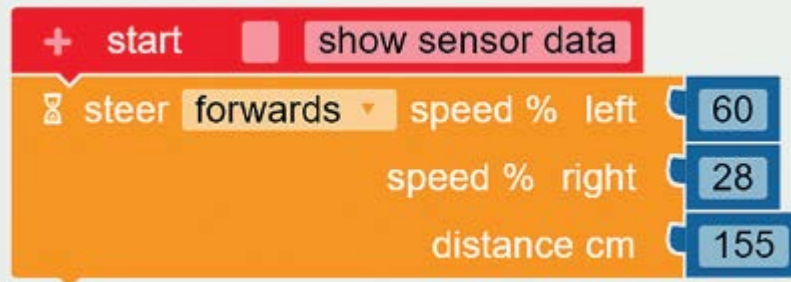 + start show sensor data
steer forwards speed % left 60
speed % right 28
distance cm 155